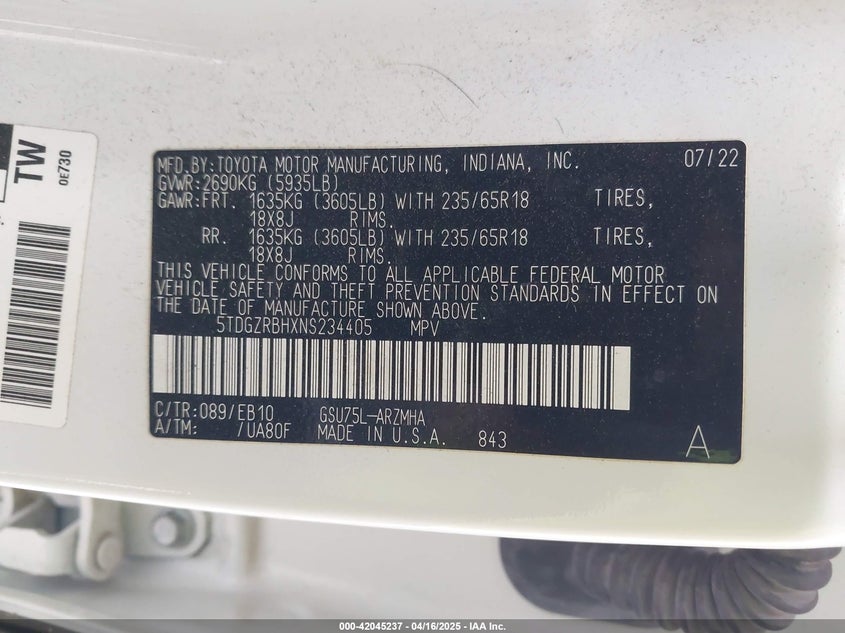 TW
0E730
MFD.BY:TOYOTA MOTOR MANUFACTURING, INDIANA, INC. 07/22
GVWR:2690KG (5935LB)
GAWR:FRT. 1635KG (3605LB) WITH 235/65R18 TIRES,
18X8J RIMS.
RR. 1635KG (3605LB) WITH 235/65R18 TIRES,
18X8J RIMS.
THIS VEHICLE CONFORMS TO ALL APPLICABLE FEDERAL MOTOR
VEHICLE SAFETY AND THEFT PREVENTION STANDARDS IN EFFECT ON
THE DATE OF MANUFACTURE SHOWN ABOVE.
5TDGZRBHXNS234405 MPV
C/TR:089/EB10 GSU75L-ARZMHA
A/TM: /UA80F MADE IN U.S.A. 843 A
000-42045237 - 04/16/2025 - IAA Inc.